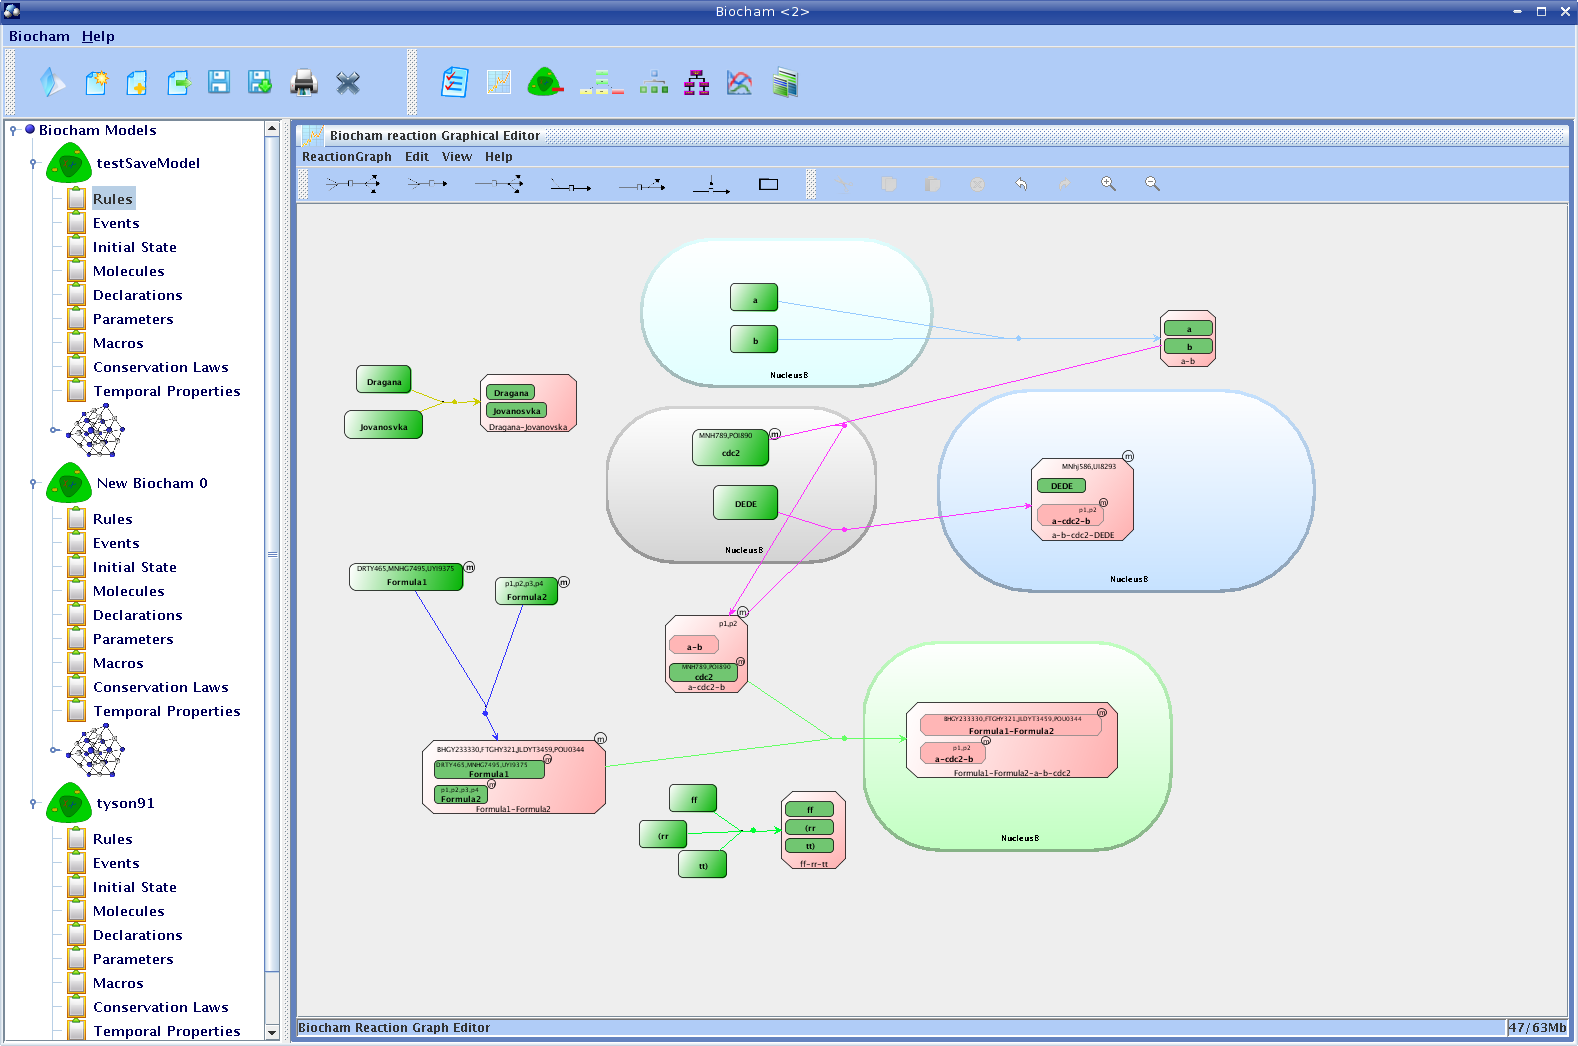 Biocham <2>
Biocham Help
Biocham Models
testSaveModel
Rules
Events
Initial State
Molecules
Declarations
Parameters
Macros
Conservation Laws
Temporal Properties
New Biocham 0
Rules
Events
Initial State
Molecules
Declarations
Parameters
Macros
Conservation Laws
Temporal Properties
tyson91
Rules
Events
Initial State
Molecules
Declarations
Parameters
Macros
Conservation Laws
Temporal Properties
Biocham reaction Graphical Editor
ReactionGraph Edit View Help
a
b
NucleusB
a
b
a-b
Dragana
Jovanosvka
Dragana
Jovanosvka
Dragana-Jovanovska
MNH789,POI890
m
cdc2
DEDE
NucleusB
m
MNhJ586,UI8293
DEDE
m
p1,p2
a-cdc2-b
a-b-cdc2-DEDE
NucleusB
DRTY465,MNHG7495,UYI9375
m
Formula1
p1,p2,p3,p4
m
Formula2
m
p1,p2
a-b
m
MNH789,POI890
cdc2
a-cdc2-b
m
BHGY233330,FTGHY321,JLDYT3459,POU0344
m
DRTY465,MNHG7495,UYI9375
Formula1
m
p1,p2,p3,p4
Formula2
Formula1-Formula2
m
BHGY233330,FTGHY321,JLDYT3459,POU0344
Formula1-Formula2
m
p1,p2
a-cdc2-b
Formula1-Formula2-a-b-cdc2
NucleusB
ff
(rr
tt)
ff
(rr
tt)
ff-rr-tt
Biocham Reaction Graph Editor
47/63Mb